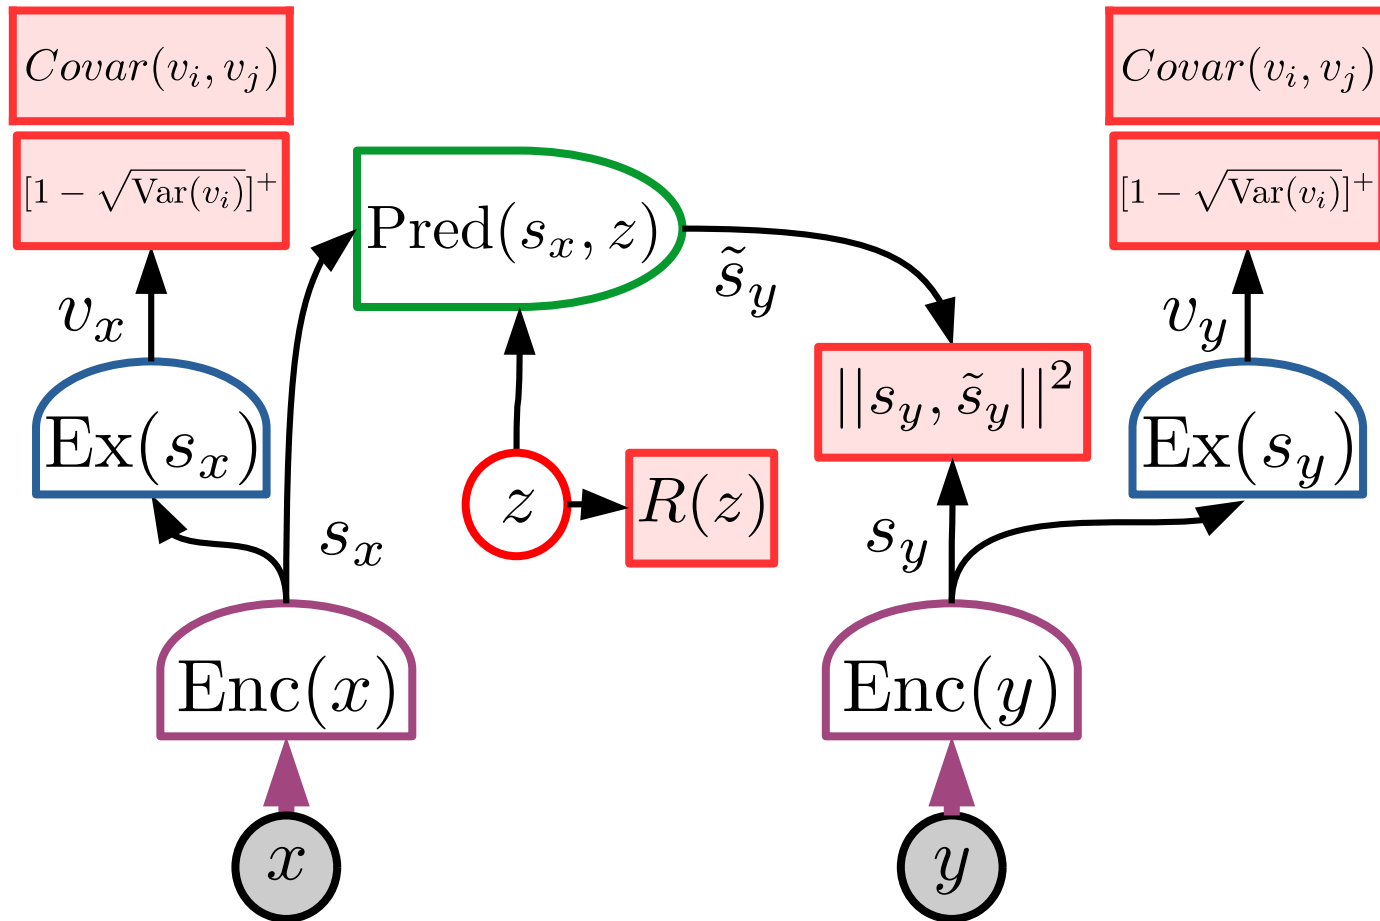 Covar(v_i, v_j)
[1 − √Var(v_i)]^+
v_x
Ex(s_x)
s_x
Enc(x)
x
Pred(s_x, z)
z
R(z)
s̃_y
||s_y, s̃_y||^2
s_y
Enc(y)
y
Covar(v_i, v_j)
[1 − √Var(v_i)]^+
v_y
Ex(s_y)